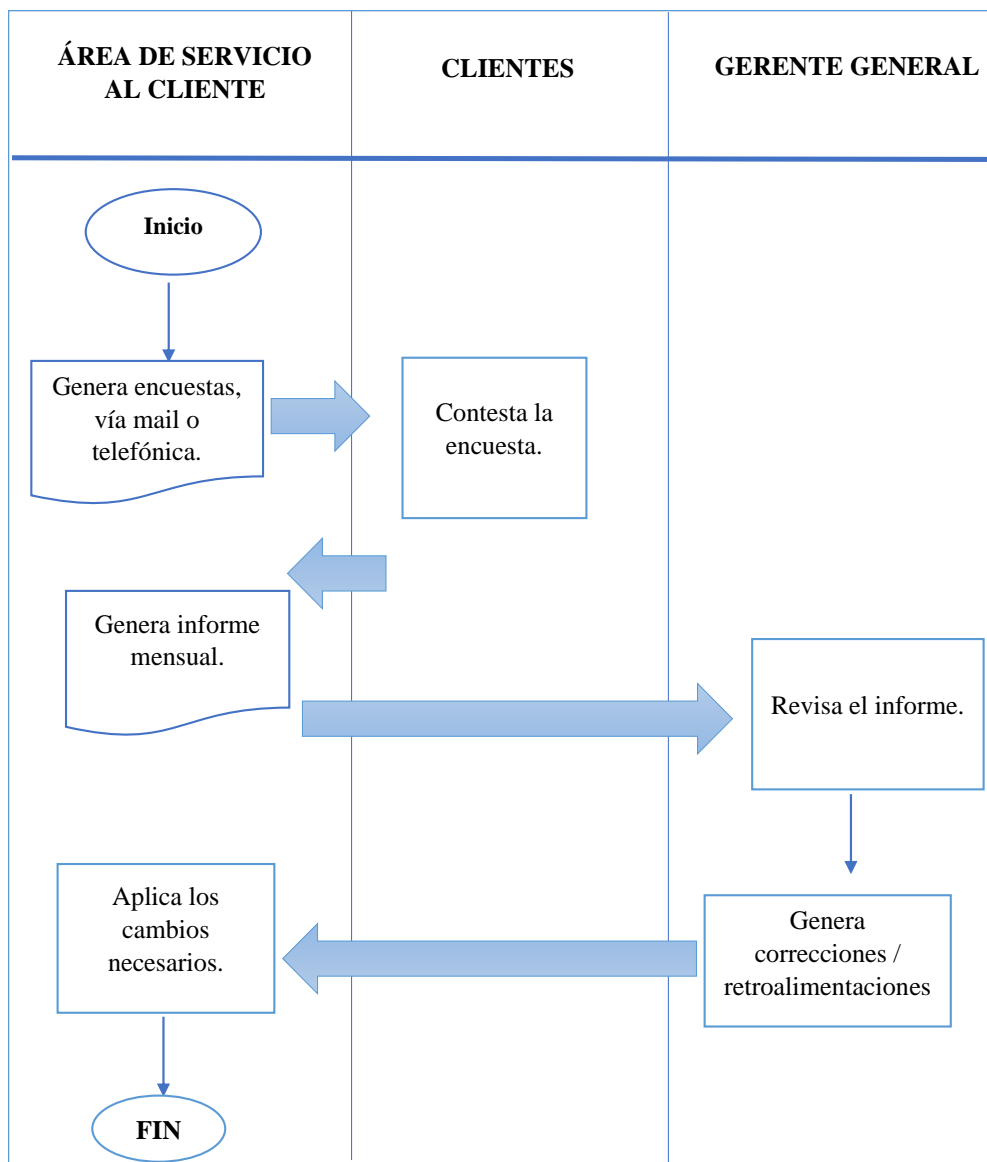 ÁREA DE SERVICIO
AL CLIENTE
CLIENTES
GERENTE GENERAL
Inicio
Genera encuestas,
vía mail o
telefónica.
Contesta la
encuesta.
Genera informe
mensual.
Revisa el informe.
Genera
correcciones /
retroalimentaciones
Aplica los
cambios
necesarios.
FIN